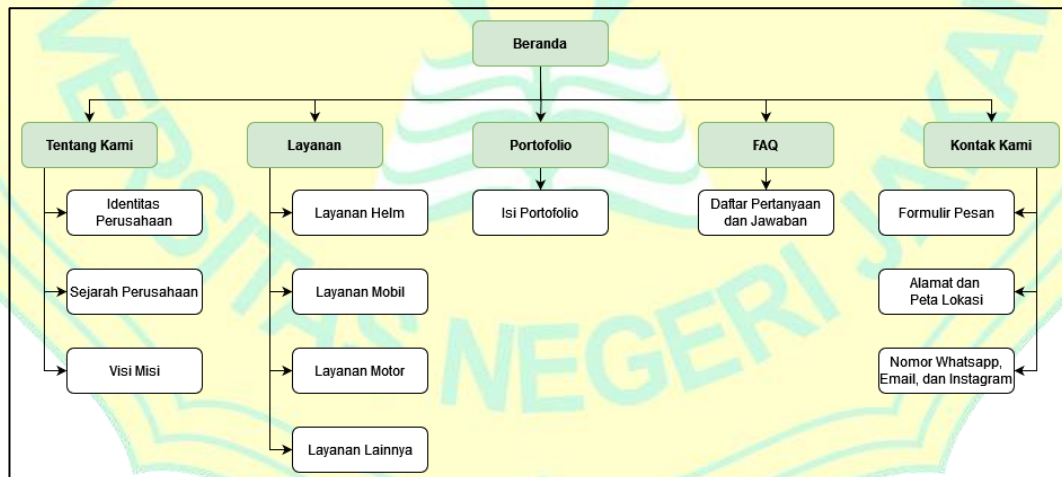 Beranda
Tentang Kami
Layanan
Portofolio
FAQ
Kontak Kami
Identitas
Perusahaan
Sejarah Perusahaan
Visi Misi
Layanan Helm
Layanan Mobil
Layanan Motor
Layanan Lainnya
Isi Portofolio
Daftar Pertanyaan
dan Jawaban
Formulir Pesan
Alamat dan
Peta Lokasi
Nomor Whatsapp,
Email, dan Instagram
VERSITAS NEGERI JAKA